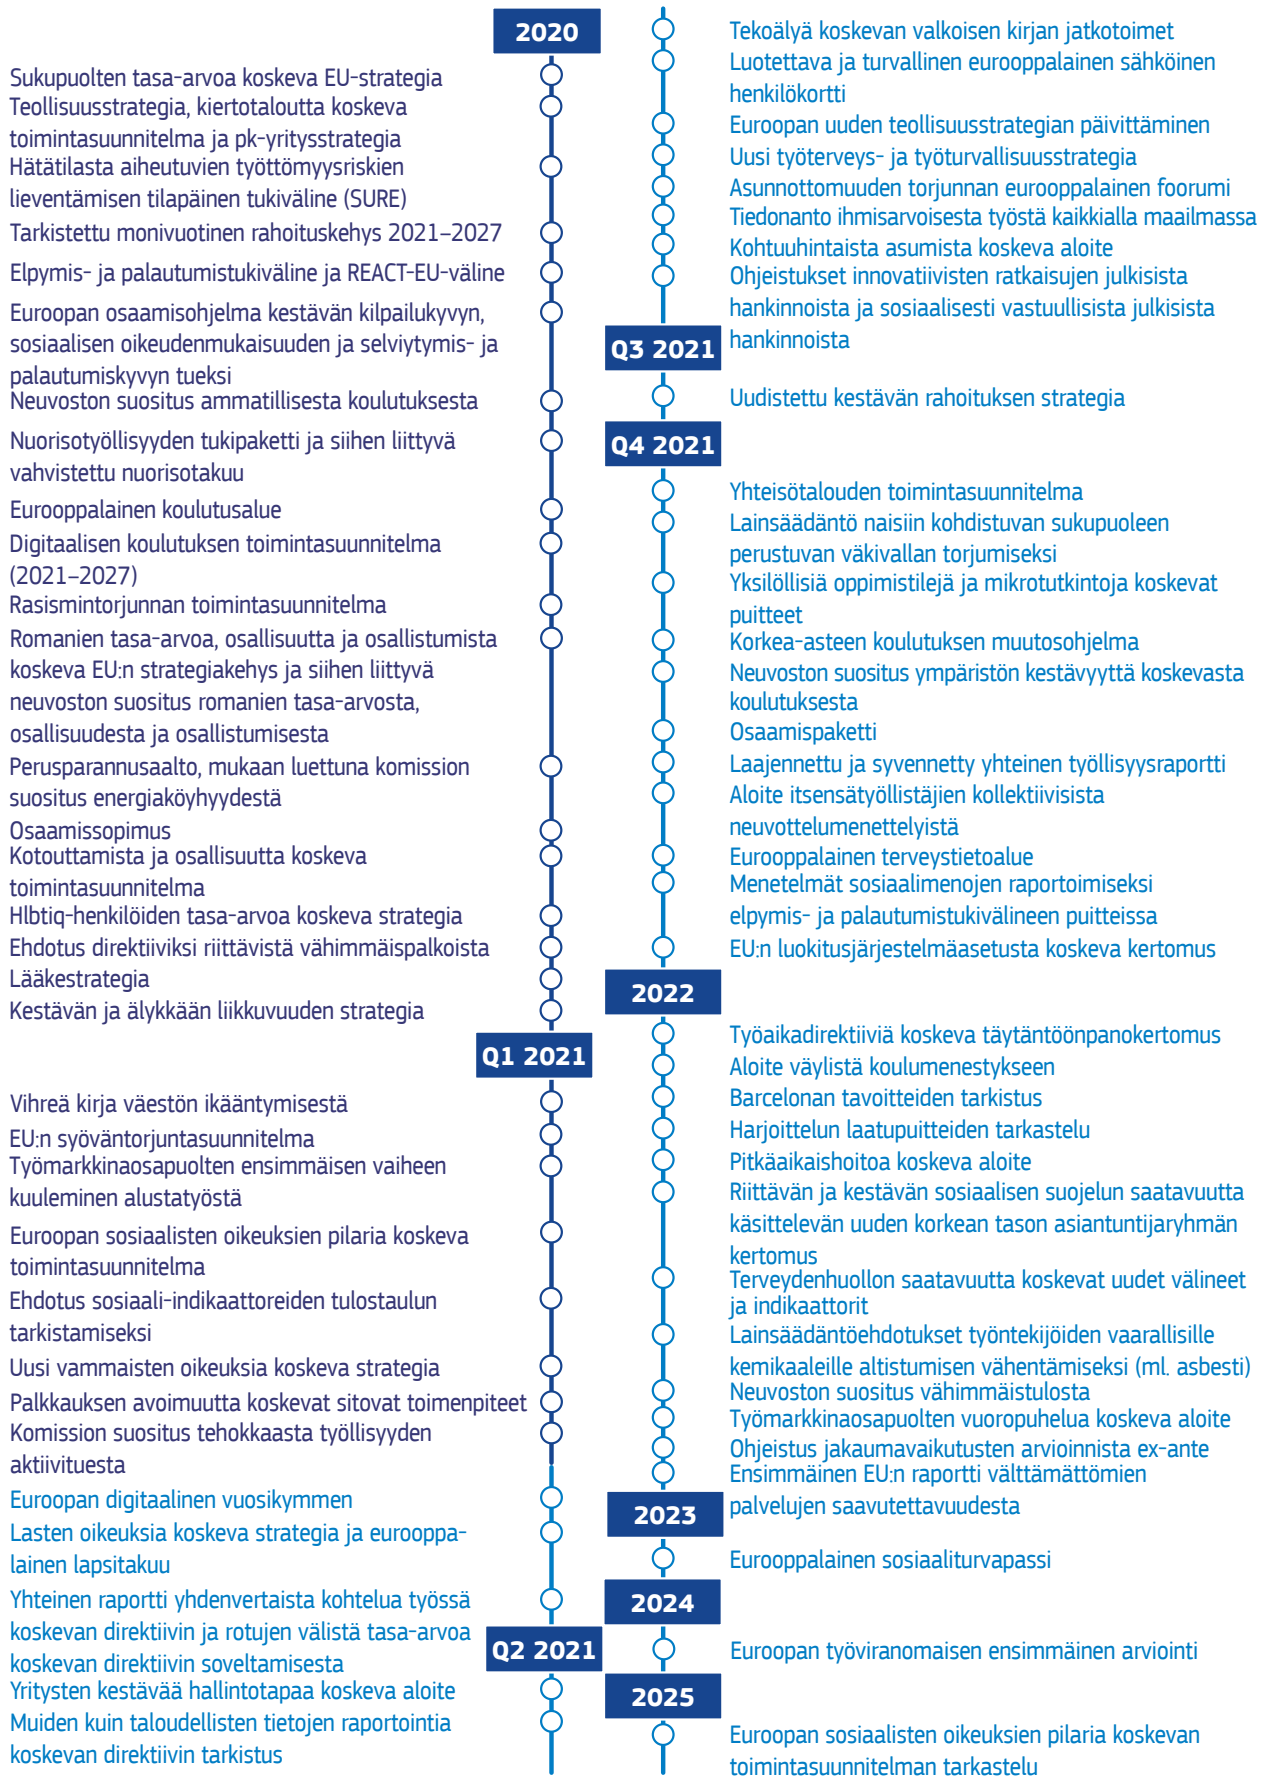 2020
Sukupuolten tasa-arvoa koskeva EU-strategia
Teollisuusstrategia, kiertotaloutta koskeva
toimintasuunnitelma ja pk-yritysstrategia
Hätätilasta aiheutuvien työttömyysriskien
lieventämisen tilapäinen tukiväline (SURE)
Tarkistettu monivuotinen rahoituskehys 2021–2027
Elpymis- ja palautumistukiväline ja REACT-EU-väline
Euroopan osaamisohjelma kestävän kilpailukyvyn,
sosiaalisen oikeudenmukaisuuden ja selviytymis- ja
palautumiskyvyn tueksi
Neuvoston suositus ammatillisesta koulutuksesta
Nuorisotyöllisyyden tukipaketti ja siihen liittyvä
vahvistettu nuorisotakuu
Eurooppalainen koulutusalue
Digitaalisen koulutuksen toimintasuunnitelma
(2021–2027)
Rasismintorjunnan toimintasuunnitelma
Romanien tasa-arvoa, osallisuutta ja osallistumista
koskeva EU:n strategiakehys ja siihen liittyvä
neuvoston suositus romanien tasa-arvosta,
osallisuudesta ja osallistumisesta
Perusparannusaalto, mukaan luettuna komission
suositus energiaköyhyydestä
Osaamissopimus
Kotouttamista ja osallisuutta koskeva
toimintasuunnitelma
Hlbtiq-henkilöiden tasa-arvoa koskeva strategia
Ehdotus direktiiviksi riittävistä vähimmäispalkoista
Lääkestrategia
Kestävän ja älykkään liikkuvuuden strategia
Q1 2021
Vihreä kirja väestön ikääntymisestä
EU:n syöväntorjuntasuunnitelma
Työmarkkinaosapuolten ensimmäisen vaiheen
kuuleminen alustatyöstä
Euroopan sosiaalisten oikeuksien pilaria koskeva
toimintasuunnitelma
Ehdotus sosiaali-indikaattoreiden tulostaulun
tarkistamiseksi
Uusi vammaisten oikeuksia koskeva strategia
Palkkauksen avoimuutta koskevat sitovat toimenpiteet
Komission suositus tehokkaasta työllisyyden
aktiivituesta
Euroopan digitaalinen vuosikymmen
Lasten oikeuksia koskeva strategia ja eurooppa-
lainen lapsitakuu
Yhteinen raportti yhdenvertaista kohtelua työssä
koskevan direktiivin ja rotujen välistä tasa-arvoa
koskevan direktiivin soveltamisesta
Q2 2021
Yritysten kestävää hallintotapaa koskeva aloite
Muiden kuin taloudellisten tietojen raportointia
koskevan direktiivin tarkistus
Tekoälyä koskevan valkoisen kirjan jatkotoimet
Luotettava ja turvallinen eurooppalainen sähköinen
henkilökortti
Euroopan uuden teollisuusstrategian päivittäminen
Uusi työterveys- ja työturvallisuusstrategia
Asunnottomuuden torjunnan eurooppalainen foorumi
Tiedonanto ihmisarvoisesta työstä kaikkialla maailmassa
Kohtuuhintaista asumista koskeva aloite
Ohjeistukset innovatiivisten ratkaisujen julkisista
hankinnoista ja sosiaalisesti vastuullisista julkisista
hankinnoista
Q3 2021
Uudistettu kestävän rahoituksen strategia
Q4 2021
Yhteisötalouden toimintasuunnitelma
Lainsäädäntö naisiin kohdistuvan sukupuoleen
perustuvan väkivallan torjumiseksi
Yksilöllisiä oppimistilejä ja mikrotutkintoja koskevat
puitteet
Korkea-asteen koulutuksen muutosohjelma
Neuvoston suositus ympäristön kestävyyttä koskevasta
koulutuksesta
Osaamispaketti
Laajennettu ja syvennetty yhteinen työllisyysraportti
Aloite itsensätyöllistäjien kollektiivisista
neuvottelumenettelyistä
Eurooppalainen terveystietoalue
Menetelmät sosiaalimenojen raportoimiseksi
elpymis- ja palautumistukivälineen puitteissa
EU:n luokitusjärjestelmäasetusta koskeva kertomus
2022
Työaikadirektiiviä koskeva täytäntöönpanokertomus
Aloite väylistä koulumenestykseen
Barcelonan tavoitteiden tarkistus
Harjoittelun laatupuitteiden tarkastelu
Pitkäaikaishoitoa koskeva aloite
Riittävän ja kestävän sosiaalisen suojelun saatavuutta
käsittelevän uuden korkean tason asiantuntijaryhmän
kertomus
Terveydenhuollon saatavuutta koskevat uudet välineet
ja indikaattorit
Lainsäädäntöehdotukset työntekijöiden vaarallisille
kemikaaleille altistumisen vähentämiseksi (ml. asbesti)
Neuvoston suositus vähimmäistulosta
Työmarkkinaosapuolten vuoropuhelua koskeva aloite
Ohjeistus jakaumavaikutusten arvioinnista ex-ante
Ensimmäinen EU:n raportti välttämättömien
palvelujen saavutettavuudesta
2023
Eurooppalainen sosiaaliturvapassi
2024
Euroopan työviranomaisen ensimmäinen arviointi
2025
Euroopan sosiaalisten oikeuksien pilaria koskevan
toimintasuunnitelman tarkastelu